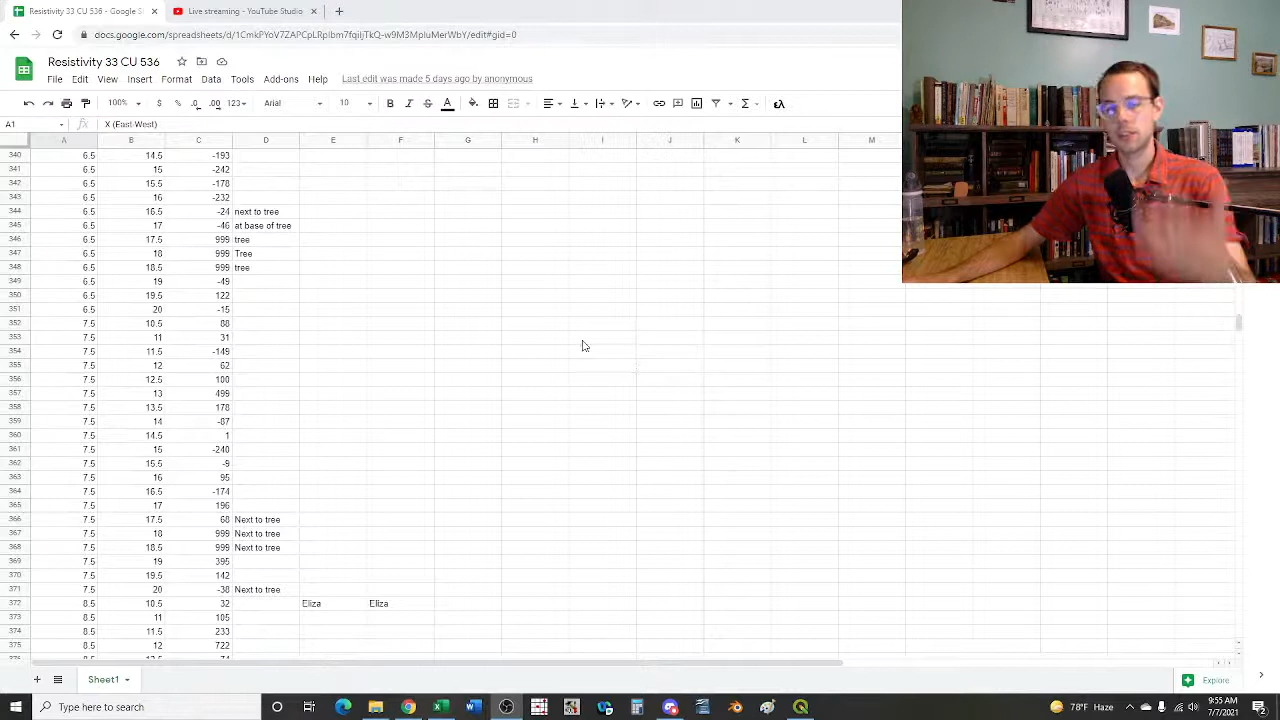 Resistivity 33 CU 536 - Google S
Live streaming - YouTube Studio
Resistivity 33 CU 536
File Edit View Insert Format Data Tools Add-ons Help Last edit was made 5 days ago by anonymous
100% $ % .0 .00 123 Arial 10
A1 X (East West)
A B C D E F G H I J K L M
340 6.5 14.5 -193
341 6.5 15 -242
342 6.5 15.5 -178
343 6.5 16 -232
344 6.5 16.5 -24 next to tree
345 6.5 17 -46 at base of tree
346 6.5 17.5 999 tree
347 6.5 18 999 Tree
348 6.5 18.5 999 tree
349 6.5 19 -49
350 6.5 19.5 122
351 6.5 20 -15
352 7.5 10.5 88
353 7.5 11 31
354 7.5 11.5 -149
355 7.5 12 62
356 7.5 12.5 100
357 7.5 13 499
358 7.5 13.5 178
359 7.5 14 -87
360 7.5 14.5 1
361 7.5 15 -240
362 7.5 15.5 -9
363 7.5 16 95
364 7.5 16.5 -174
365 7.5 17 196
366 7.5 17.5 68 Next to tree
367 7.5 18 999 Next to tree
368 7.5 18.5 999 Next to tree
369 7.5 19 395
370 7.5 19.5 142
371 7.5 20 -38 Next to tree
372 8.5 10.5 32 Eliza Eliza
373 8.5 11 105
374 8.5 11.5 233
375 8.5 12 722
Sheet1
Explore
Type here to search
78°F Haze
9:55 AM
7/7/2021